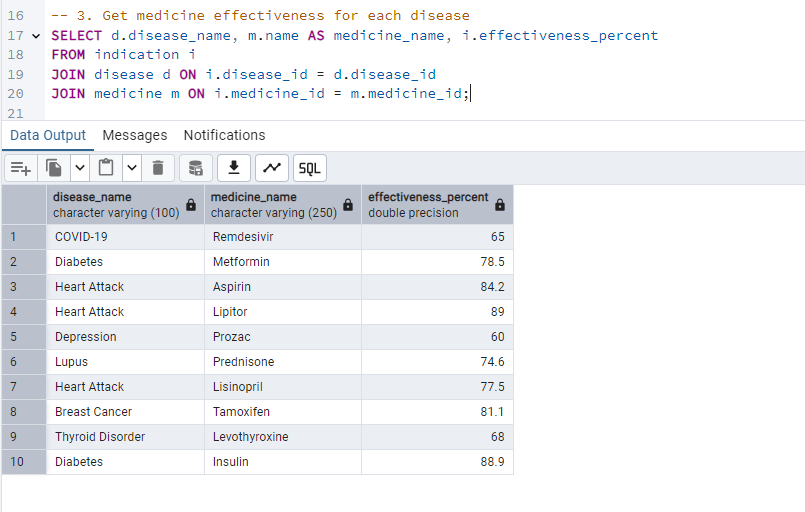 16 -- 3. Get medicine effectiveness for each disease
17 SELECT d.disease_name, m.name AS medicine_name, i.effectiveness_percent
18 FROM indication i
19 JOIN disease d ON i.disease_id = d.disease_id
20 JOIN medicine m ON i.medicine_id = m.medicine_id;
21
Data Output Messages Notifications
SQL
disease_name medicine_name effectiveness_percent
character varying (100) character varying (250) double precision
1 COVID-19 Remdesivir 65
2 Diabetes Metformin 78.5
3 Heart Attack Aspirin 84.2
4 Heart Attack Lipitor 89
5 Depression Prozac 60
6 Lupus Prednisone 74.6
7 Heart Attack Lisinopril 77.5
8 Breast Cancer Tamoxifen 81.1
9 Thyroid Disorder Levothyroxine 68
10 Diabetes Insulin 88.9